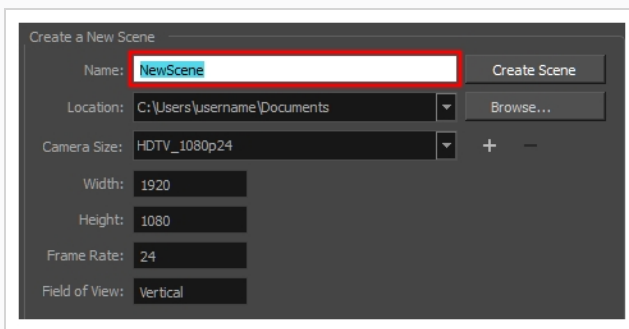 Create a New Scene
Name: NewScene Create Scene
Location: C:\Users\username\Documents Browse...
Camera Size: HDTV_1080p24 + −
Width: 1920
Height: 1080
Frame Rate: 24
Field of View: Vertical